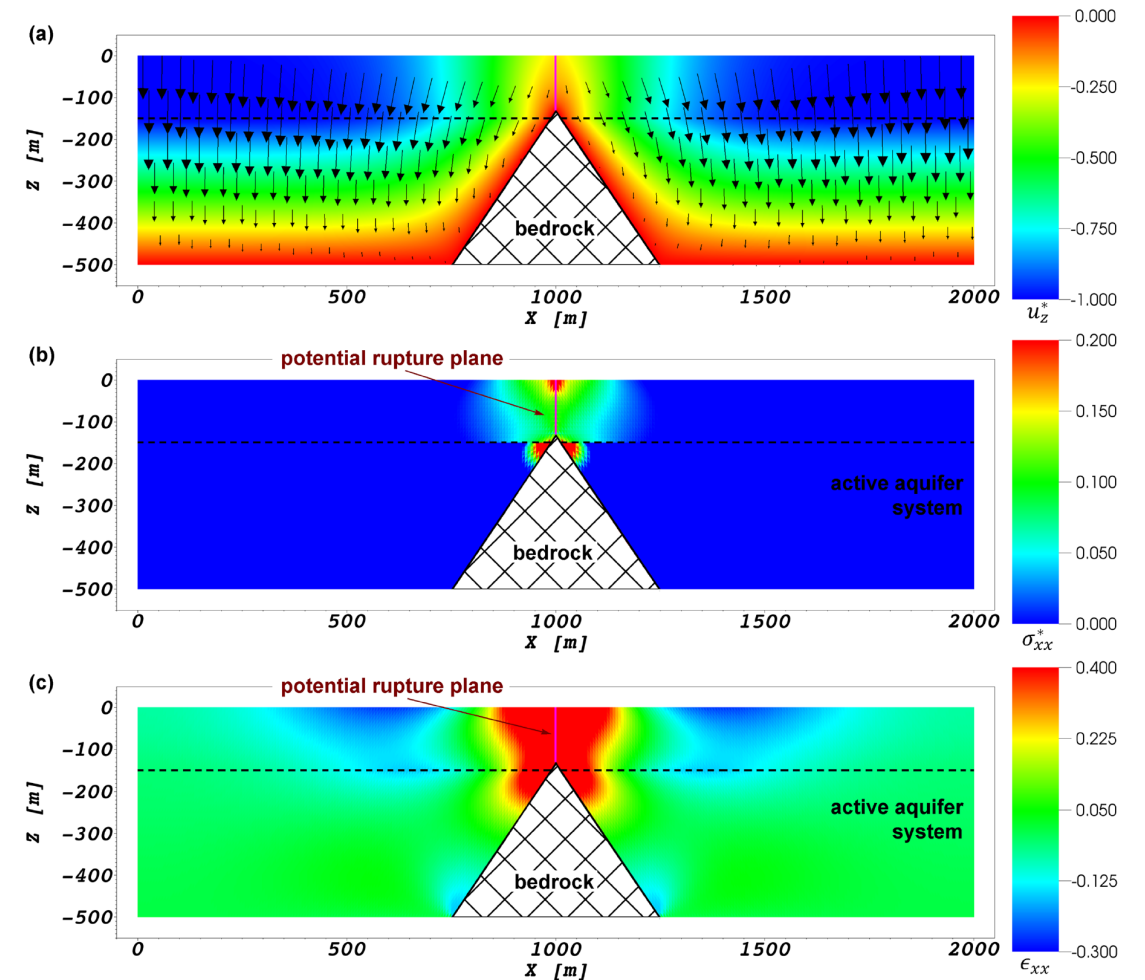 (a)
0
-100
-200
-300
-400
-500
Z [m]
bedrock
0
500
1000
1500
2000
X [m]
0.000
-0.250
-0.500
-0.750
-1.000
u*z
(b)
potential rupture plane
0
-100
-200
-300
-400
-500
Z [m]
active aquifer
system
bedrock
0
500
1000
1500
2000
X [m]
0.200
0.150
0.100
0.050
0.000
σ*xx
(c)
potential rupture plane
0
-100
-200
-300
-400
-500
Z [m]
active aquifer
system
bedrock
0
500
1000
1500
2000
X [m]
0.400
0.225
0.050
-0.125
-0.300
ϵxx